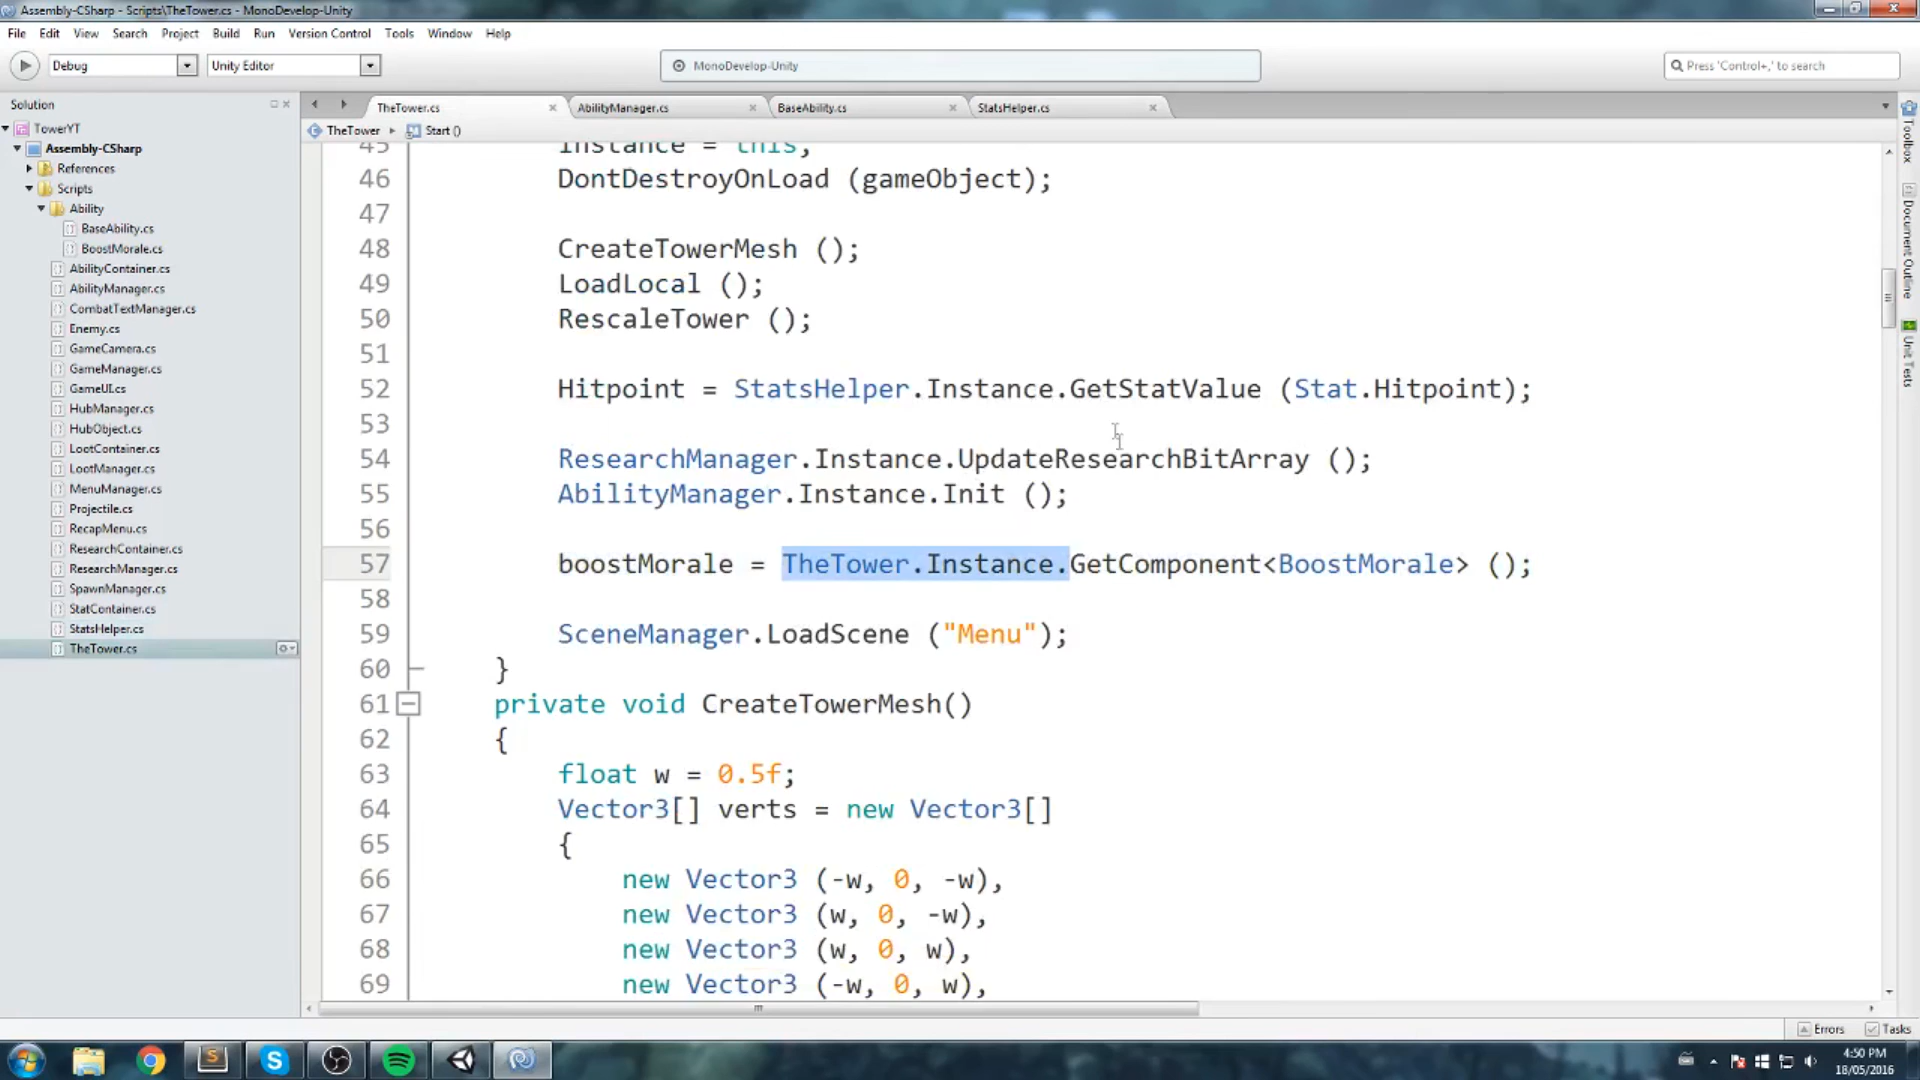 Assembly-CSharp - Scripts\TheTower.cs - MonoDevelop-Unity
File Edit View Search Project Build Run Version Control Tools Window Help
Debug
Unity Editor
MonoDevelop-Unity
Press 'Control+,' to search
Solution
TowerYT
Assembly-CSharp
References
Scripts
Ability
BaseAbility.cs
BoostMorale.cs
AbilityContainer.cs
AbilityManager.cs
CombatTextManager.cs
Enemy.cs
GameCamera.cs
GameManager.cs
GameUI.cs
HubManager.cs
HubObject.cs
LootContainer.cs
LootManager.cs
MenuManager.cs
Projectile.cs
RecapMenu.cs
ResearchContainer.cs
ResearchManager.cs
SpawnManager.cs
StatContainer.cs
StatsHelper.cs
TheTower.cs
TheTower.cs AbilityManager.cs BaseAbility.cs StatsHelper.cs
TheTower Start ()
45 Instance = this;
46 DontDestroyOnLoad (gameObject);
47
48 CreateTowerMesh ();
49 LoadLocal ();
50 RescaleTower ();
51
52 Hitpoint = StatsHelper.Instance.GetStatValue (Stat.Hitpoint);
53
54 ResearchManager.Instance.UpdateResearchBitArray ();
55 AbilityManager.Instance.Init ();
56
57 boostMorale = TheTower.Instance.GetComponent<BoostMorale> ();
58
59 SceneManager.LoadScene ("Menu");
60 }
61 private void CreateTowerMesh()
62 {
63 float w = 0.5f;
64 Vector3[] verts = new Vector3[]
65 {
66 new Vector3 (-w, 0, -w),
67 new Vector3 (w, 0, -w),
68 new Vector3 (w, 0, w),
69 new Vector3 (-w, 0, w),
Toolbox
Document Outline
Unit Tests
Errors
Tasks
4:50 PM
18/05/2016